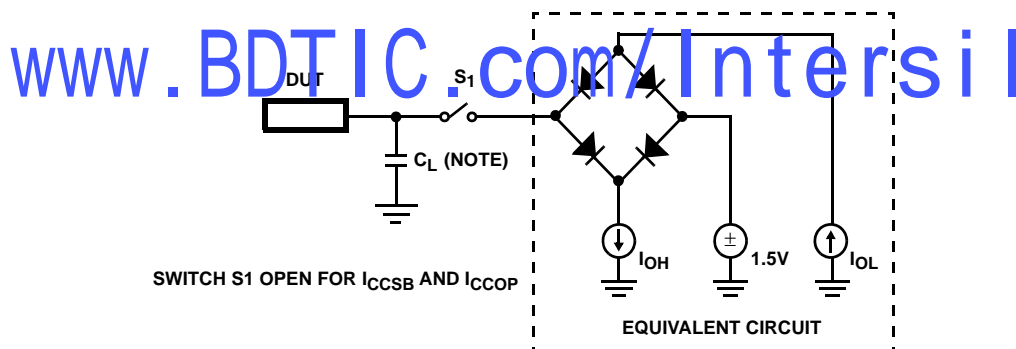 www.BDTIC.com/Intersil
DUT
S1
CL (NOTE)
IOH
±
1.5V
IOL
SWITCH S1 OPEN FOR ICCSB AND ICCOP
EQUIVALENT CIRCUIT